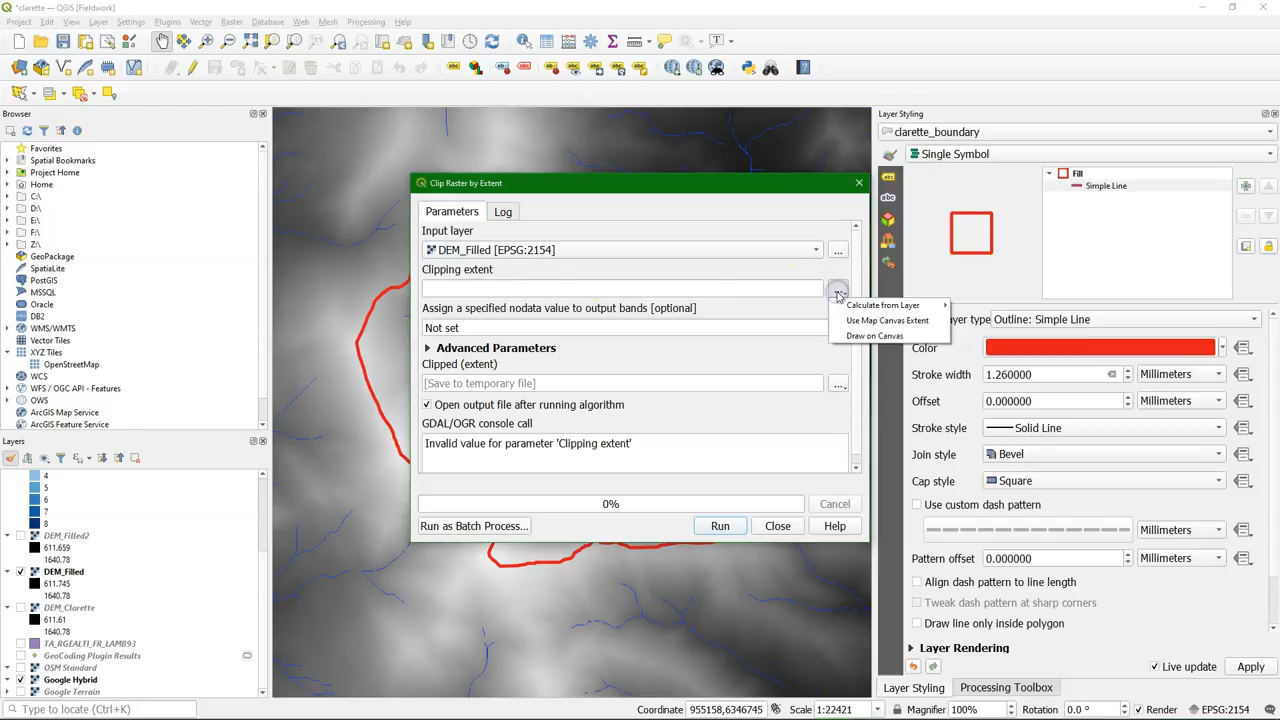 *clarette — QGIS [Fieldwork]
Project Edit View Layer Settings Plugins Vector Raster Database Web Mesh Processing Help
Browser
Favorites
Spatial Bookmarks
Project Home
Home
C:\
D:\
E:\
F:\
Z:\
GeoPackage
SpatiaLite
PostGIS
MSSQL
Oracle
DB2
WMS/WMTS
Vector Tiles
XYZ Tiles
OpenStreetMap
WCS
WFS / OGC API - Features
OWS
ArcGIS Map Service
ArcGIS Feature Service
Layers
4
5
6
7
8
DEM_Filled2
611.659
1640.78
DEM_Filled
611.745
1640.78
DEM_Clarette
611.61
1640.78
TA_RGEALTI_FR_LAMB93
GeoCoding Plugin Results
OSM Standard
Google Hybrid
Google Terrain
Clip Raster by Extent
Parameters Log
Input layer
DEM_Filled [EPSG:2154]
...
Clipping extent
Calculate from Layer
Use Map Canvas Extent
Draw on Canvas
Assign a specified nodata value to output bands [optional]
Not set
Advanced Parameters
Clipped (extent)
[Save to temporary file]
...
Open output file after running algorithm
GDAL/OGR console call
Invalid value for parameter 'Clipping extent'
0%
Cancel
Run as Batch Process...
Run
Close
Help
Layer Styling
clarette_boundary
Single Symbol
Fill
Simple Line
ayer type Outline: Simple Line
Color
Stroke width 1.260000 Millimeters
Offset 0.000000 Millimeters
Stroke style Solid Line
Join style Bevel
Cap style Square
Use custom dash pattern
Millimeters
Pattern offset 0.000000 Millimeters
Align dash pattern to line length
Tweak dash pattern at sharp corners
Draw line only inside polygon
Layer Rendering
Live update Apply
Layer Styling Processing Toolbox
Type to locate (Ctrl+K)
Coordinate 955158,6346745 Scale 1:22421 Magnifier 100% Rotation 0.0 ° Render EPSG:2154